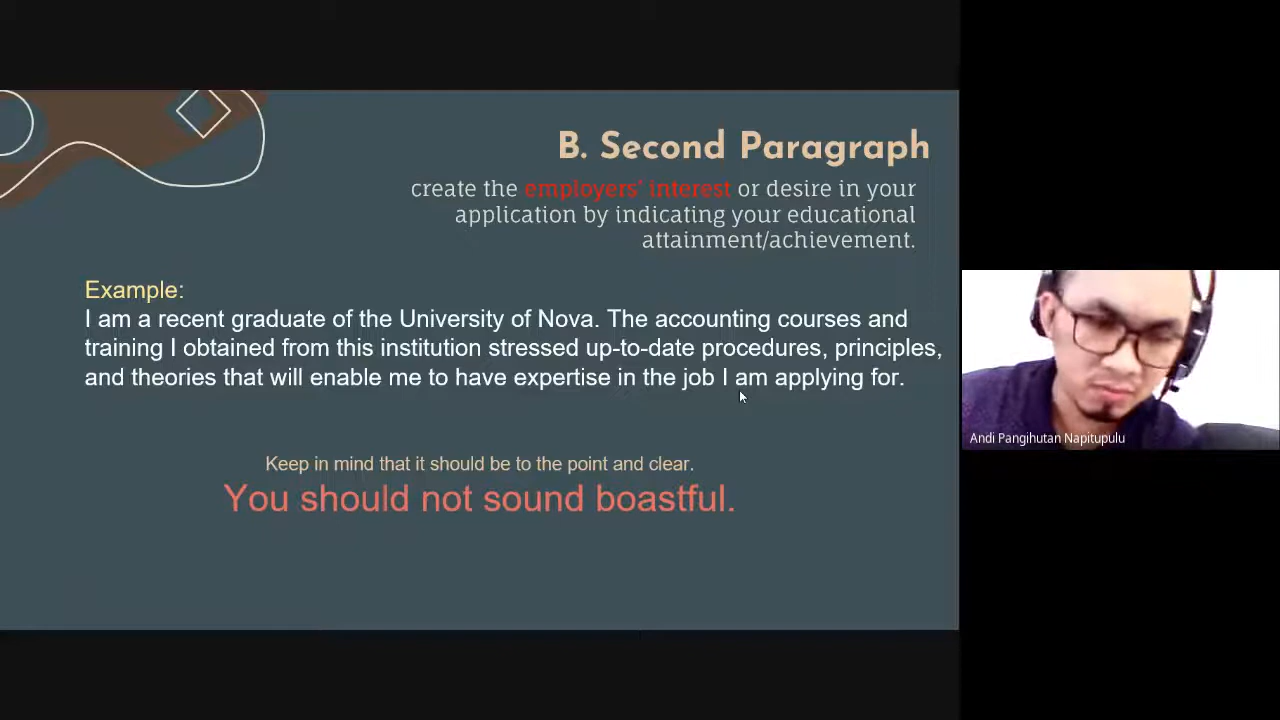 B. Second Paragraph
create the employers' interest or desire in your
application by indicating your educational
attainment/achievement.
Example:
I am a recent graduate of the University of Nova. The accounting courses and
training I obtained from this institution stressed up-to-date procedures, principles,
and theories that will enable me to have expertise in the job I am applying for.
Keep in mind that it should be to the point and clear.
You should not sound boastful.
Andi Pangihutan Napitupulu